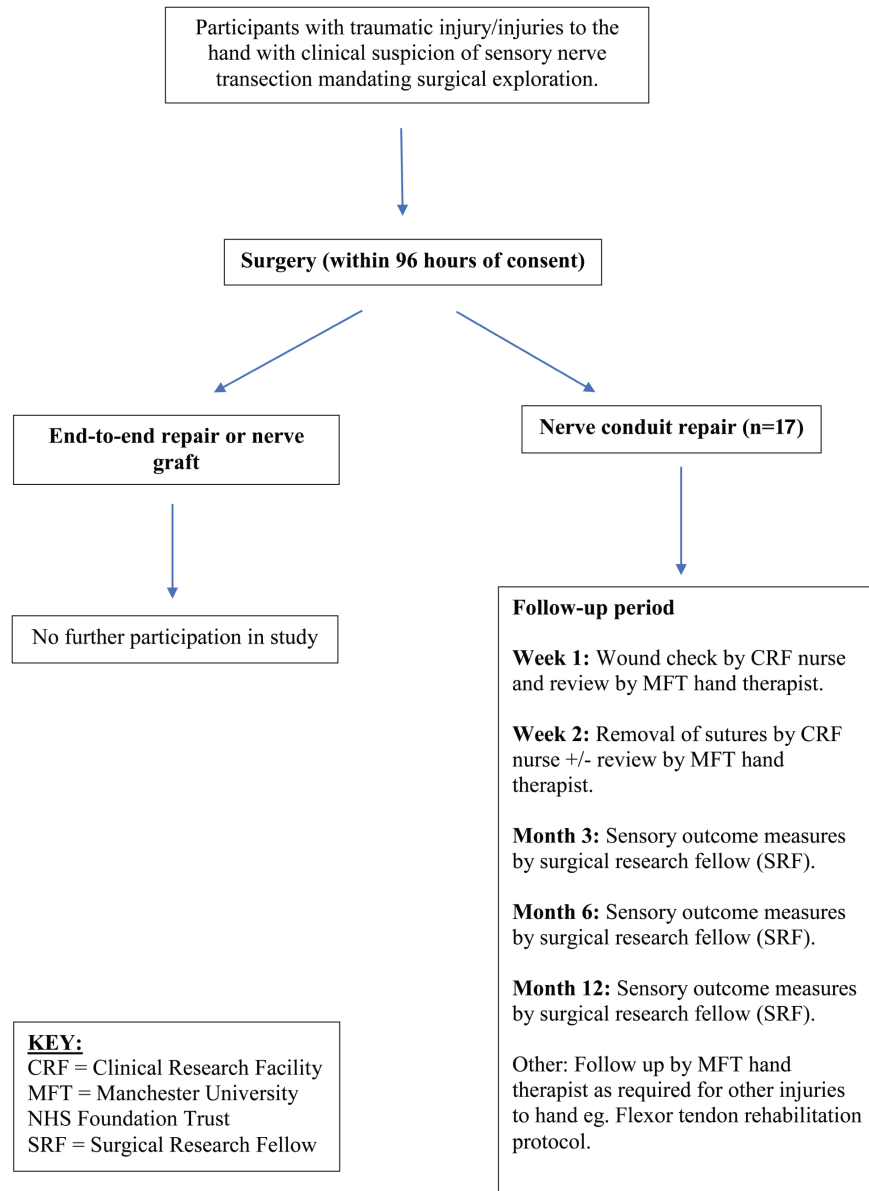 Participants with traumatic injury/injuries to the
hand with clinical suspicion of sensory nerve
transection mandating surgical exploration.
Surgery (within 96 hours of consent)
End-to-end repair or nerve
graft
Nerve conduit repair (n=17)
No further participation in study
Follow-up period
Week 1: Wound check by CRF nurse
and review by MFT hand therapist.
Week 2: Removal of sutures by CRF
nurse +/- review by MFT hand
therapist.
Month 3: Sensory outcome measures
by surgical research fellow (SRF).
Month 6: Sensory outcome measures
by surgical research fellow (SRF).
Month 12: Sensory outcome measures
by surgical research fellow (SRF).
Other: Follow up by MFT hand
therapist as required for other injuries
to hand eg. Flexor tendon rehabilitation
protocol.
KEY:
CRF = Clinical Research Facility
MFT = Manchester University
NHS Foundation Trust
SRF = Surgical Research Fellow